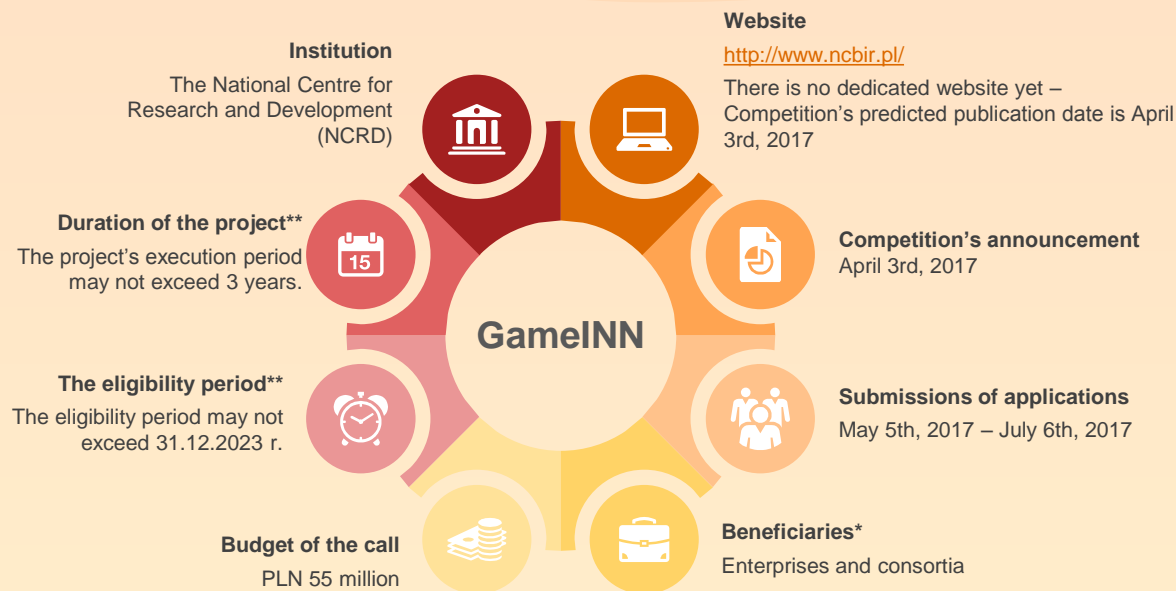 Website
http://www.ncbir.pl/
There is no dedicated website yet –
Competition's predicted publication date is April
3rd, 2017
Institution
The National Centre for
Research and Development
(NCRD)
Duration of the project**
The project's execution period
may not exceed 3 years.
15
Competition's announcement
April 3rd, 2017
GameINN
The eligibility period**
The eligibility period may not
exceed 31.12.2023 r.
Submissions of applications
May 5th, 2017 – July 6th, 2017
Budget of the call
PLN 55 million
Beneficiaries*
Enterprises and consortia